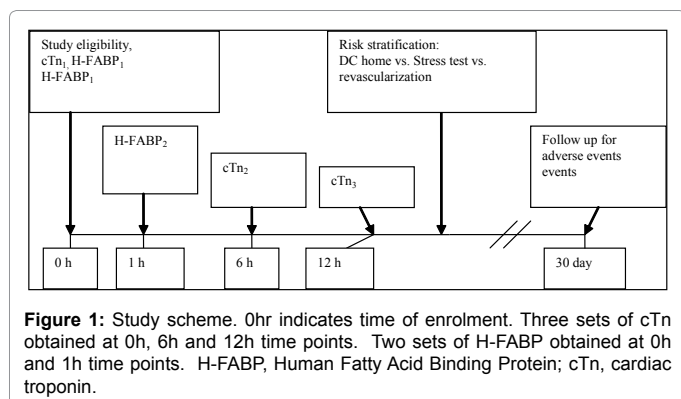 Study eligibility,
cTn₁, H-FABP₁
H-FABP₁
Risk stratification:
DC home vs. Stress test vs.
revascularization
H-FABP₂
cTn₂
cTn₃
Follow up for
adverse events
events
0 h
1 h
6 h
12 h
30 day
Figure 1: Study scheme. 0hr indicates time of enrolment. Three sets of cTn
obtained at 0h, 6h and 12h time points.  Two sets of H-FABP obtained at 0h
and 1h time points.  H-FABP, Human Fatty Acid Binding Protein; cTn, cardiac
troponin.